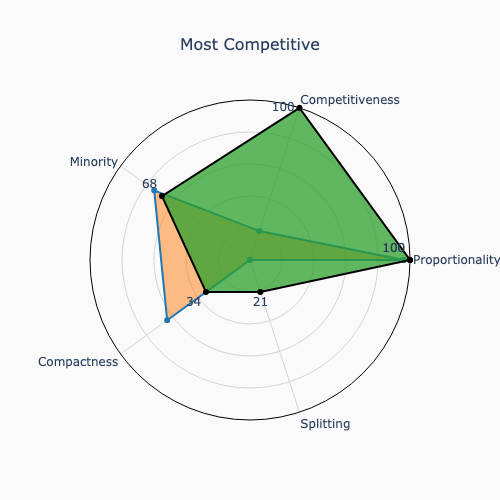 Most Competitive
Competitiveness
100
Minority
68
100
Proportionality
34
21
Compactness
Splitting